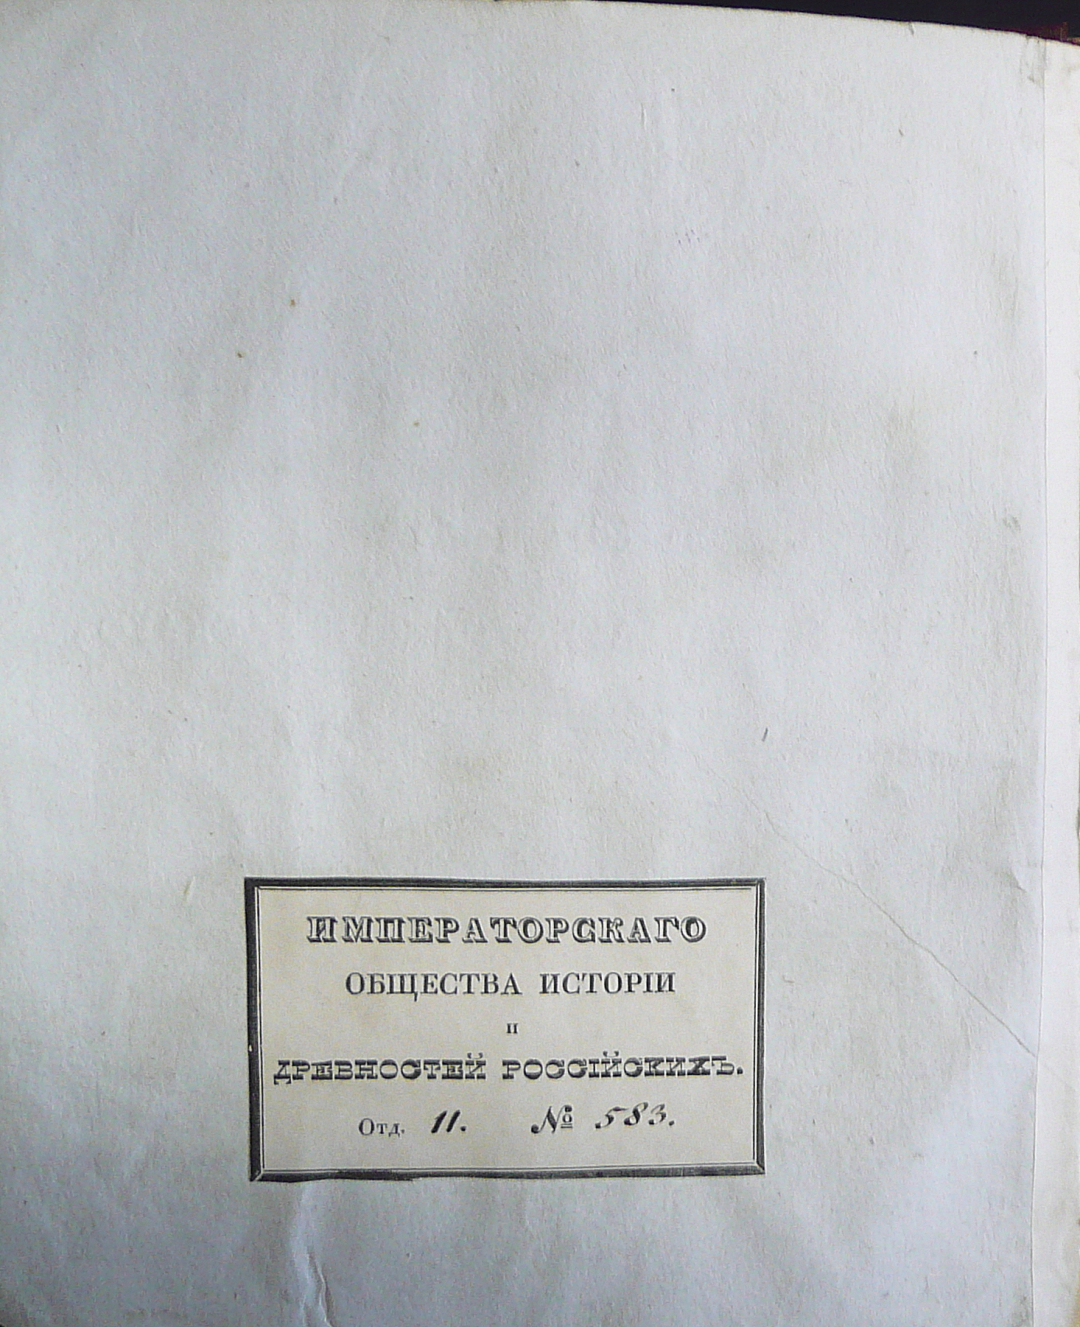 ИМПЕРАТОРСКАГО
ОБЩЕСТВА ИСТОРІИ
И
ДРЕВНОСТЕЙ РОССІЙСКИХЪ.
Отд. 11. № 583.